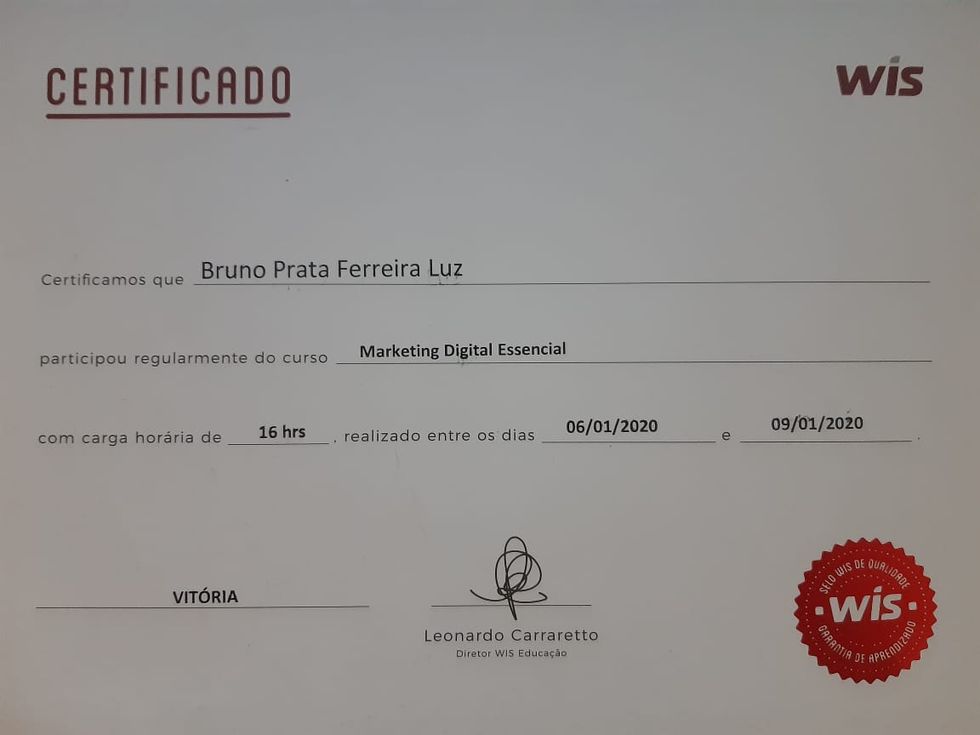 CERTIFICADO
WIS
Certificamos que Bruno Prata Ferreira Luz
participou regularmente do curso Marketing Digital Essencial
com carga horária de 16 hrs, realizado entre os dias 06/01/2020 e 09/01/2020.
VITÓRIA
Leonardo Carraretto
Diretor WIS Educação
SELO WIS DE QUALIDADE
WIS
GARANTIA DE APRENDIZADO